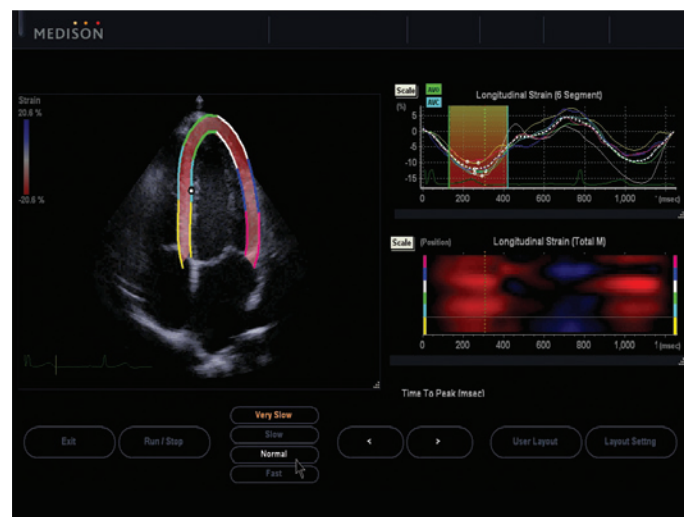 MEDISON
Strain
20.6 %
-20.6 %
Scale
AVO
AVC
Longitudinal Strain (6 Segment)
(%)
5
0
-5
-10
-15
0 200 400 600 800 1,000 (msec)
Scale
(Position)
Longitudinal Strain (Total M)
0 200 400 600 800 1,000 1 (msec)
Time To Peak (msec)
Very Slow
Exit
Run / Stop
Slow
Normal
Fast
<
>
User Layout
Layout Setting